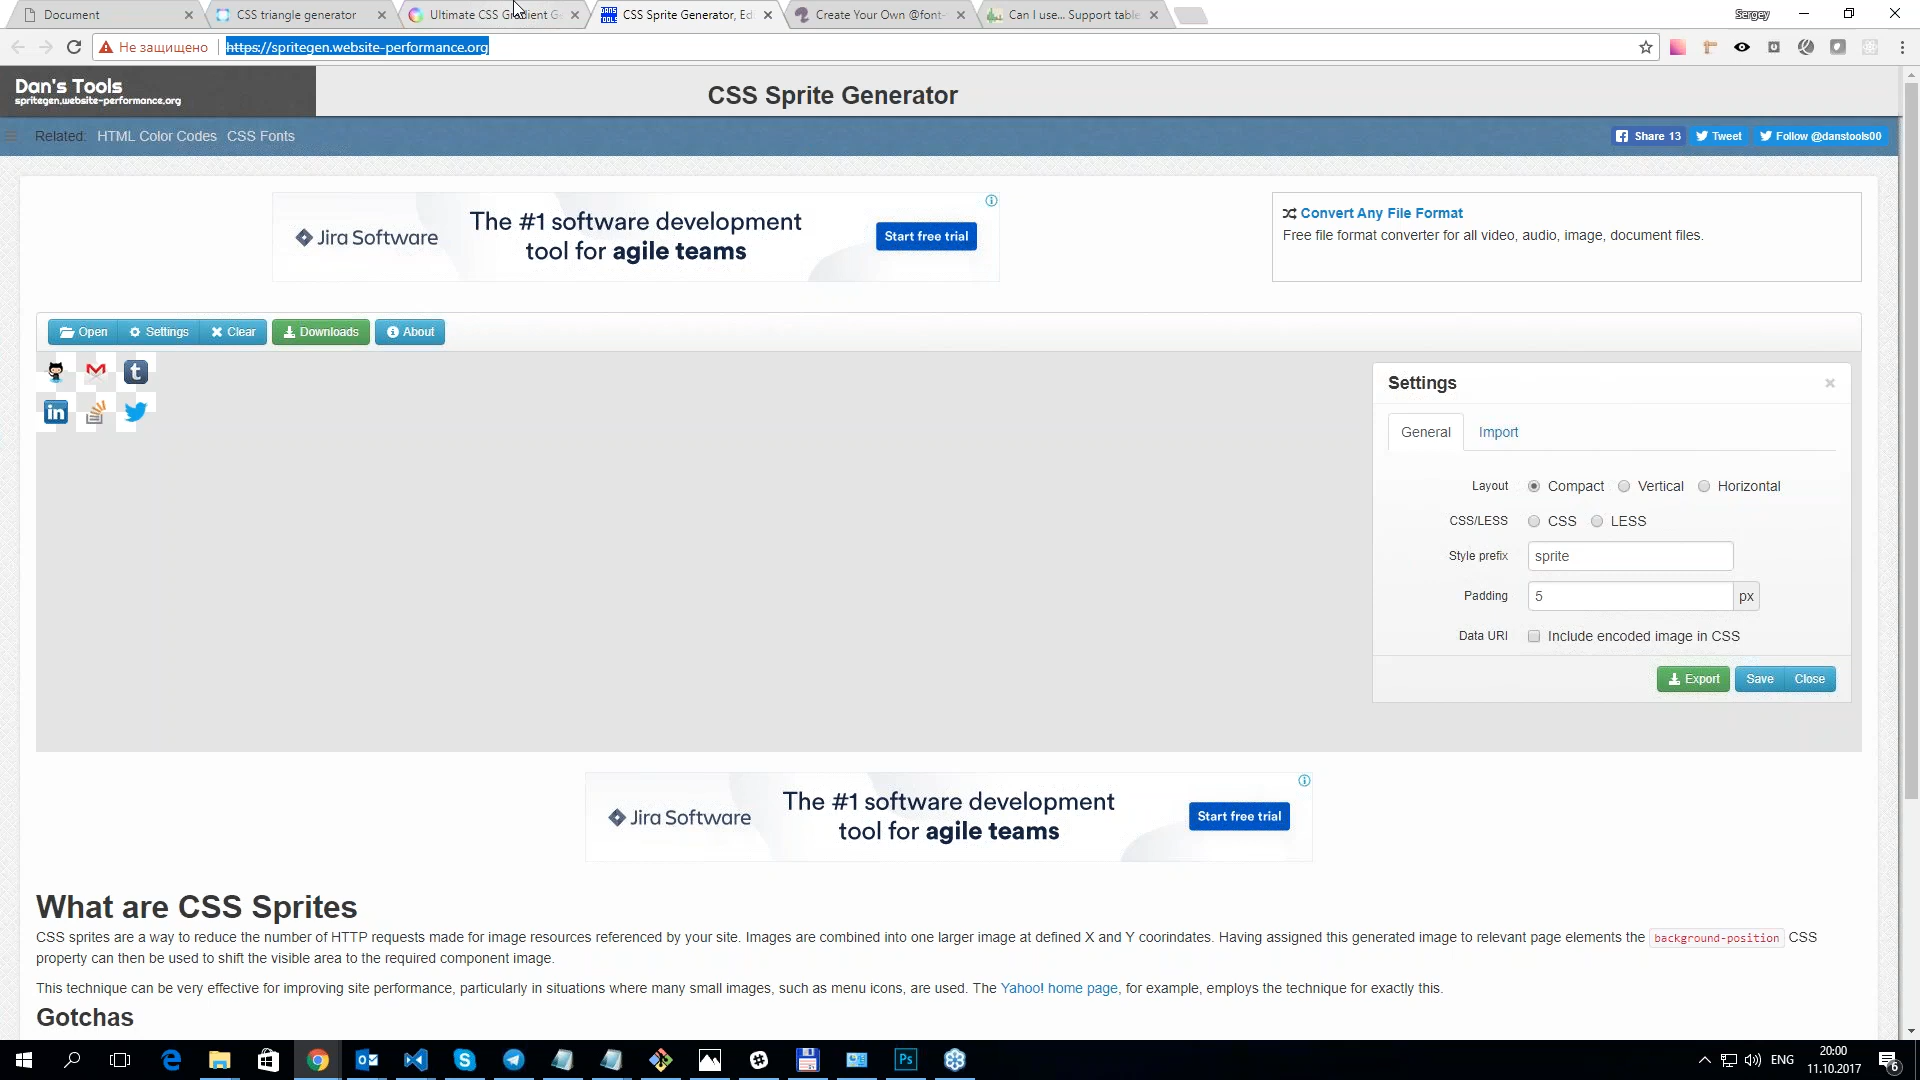 Document
CSS triangle generator
Ultimate CSS Gradient Ge
CSS Sprite Generator, Ed
Create Your Own @font-
Can I use... Support table
Sergey
Не защищено
https://spritegen.website-performance.org
Dan's Tools
spritegen.website-performance.org
CSS Sprite Generator
Related: HTML Color Codes CSS Fonts
Share 13 Tweet Follow @danstools00
Jira Software
The #1 software development
tool for agile teams
Start free trial
Convert Any File Format
Free file format converter for all video, audio, image, document files.
Open Settings Clear Downloads About
Settings
General Import
Layout Compact Vertical Horizontal
CSS/LESS CSS LESS
Style prefix sprite
Padding 5 px
Data URI Include encoded image in CSS
Export Save Close
Jira Software
The #1 software development
tool for agile teams
Start free trial
What are CSS Sprites
CSS sprites are a way to reduce the number of HTTP requests made for image resources referenced by your site. Images are combined into one larger image at defined X and Y coorindates. Having assigned this generated image to relevant page elements the background-position CSS
property can then be used to shift the visible area to the required component image.
This technique can be very effective for improving site performance, particularly in situations where many small images, such as menu icons, are used. The Yahoo! home page, for example, employs the technique for exactly this.
Gotchas
ENG
20:00
11.10.2017
6